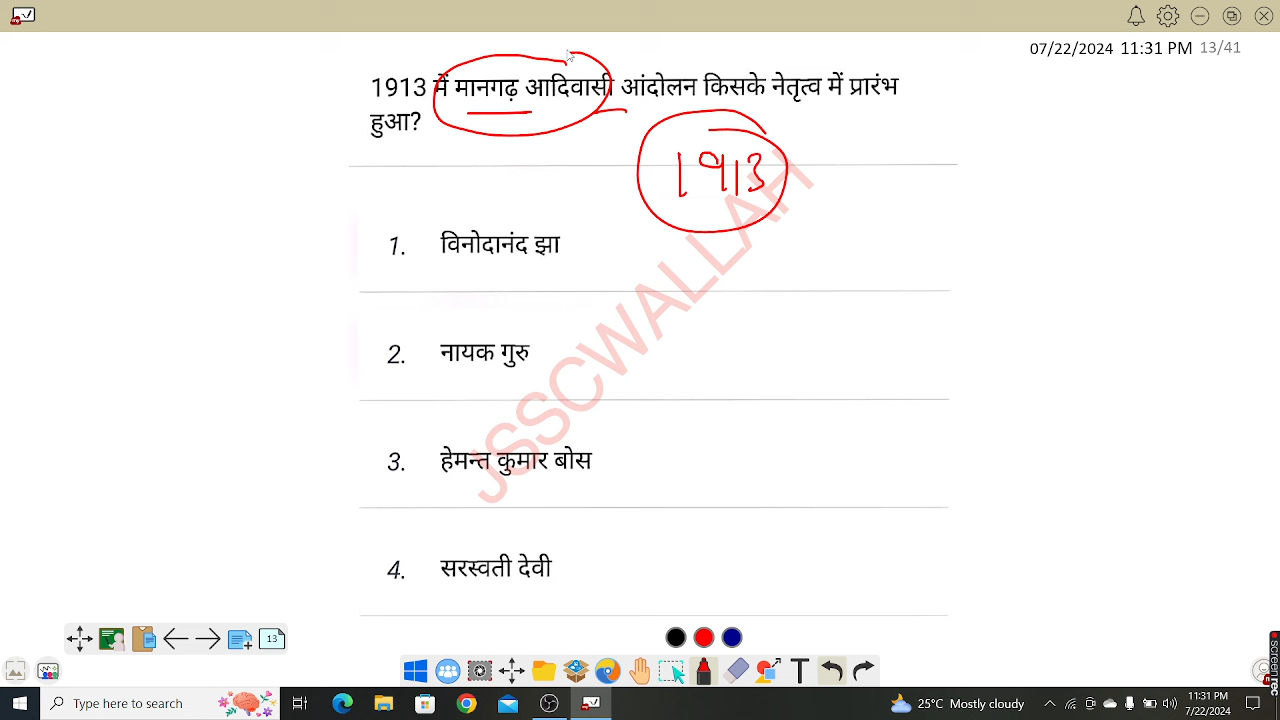 07/22/2024 11:31 PM 13/41
1913 में मानगढ़ आदिवासी आंदोलन किसके नेतृत्व में प्रारंभ
हुआ?
1913
1. विनोदानंद झा
2. नायक गुरु
3. हेमन्त कुमार बोस
4. सरस्वती देवी
JSSCWALLAH
13
T
Type here to search
25°C Mostly cloudy
11:31 PM
7/22/2024